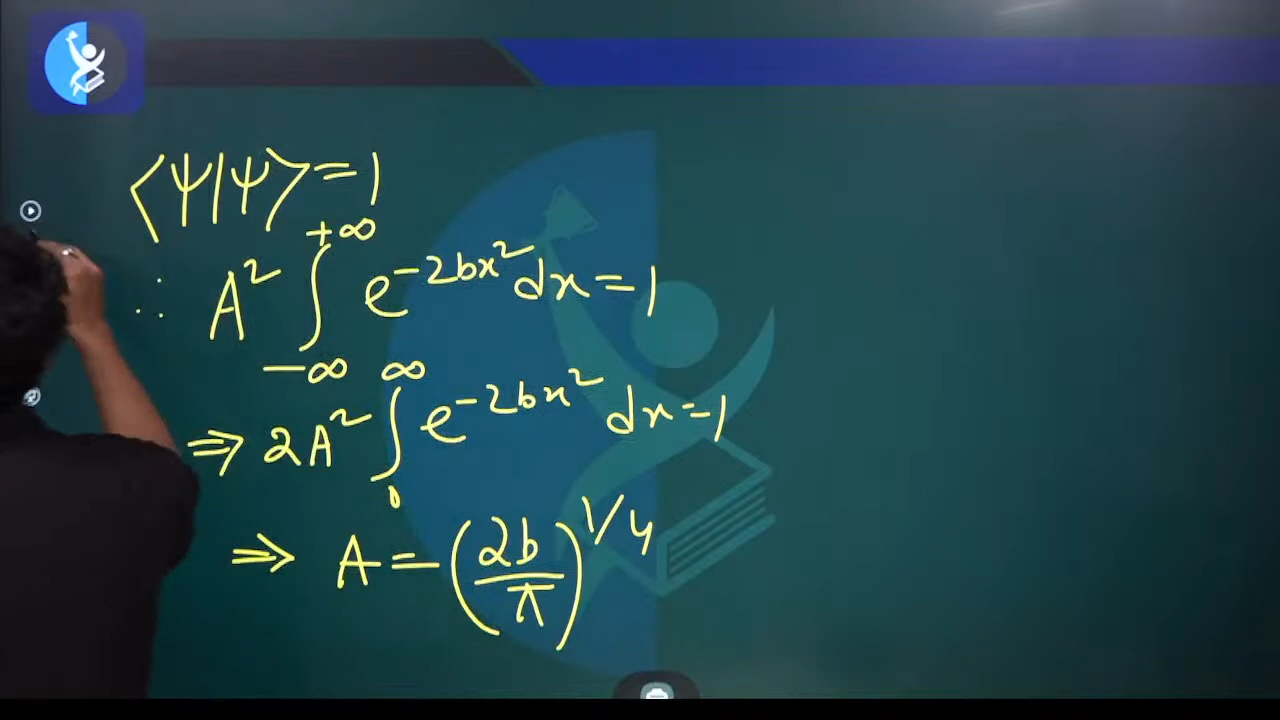 ⟨Ψ|Ψ⟩=1
∴ A² ∫_{-∞}^{+∞} e^{-2bx²} dx = 1
⇒ 2A² ∫_{0}^{∞} e^{-2bx²} dx = 1
⇒ A = (2b/π)^{1/4}